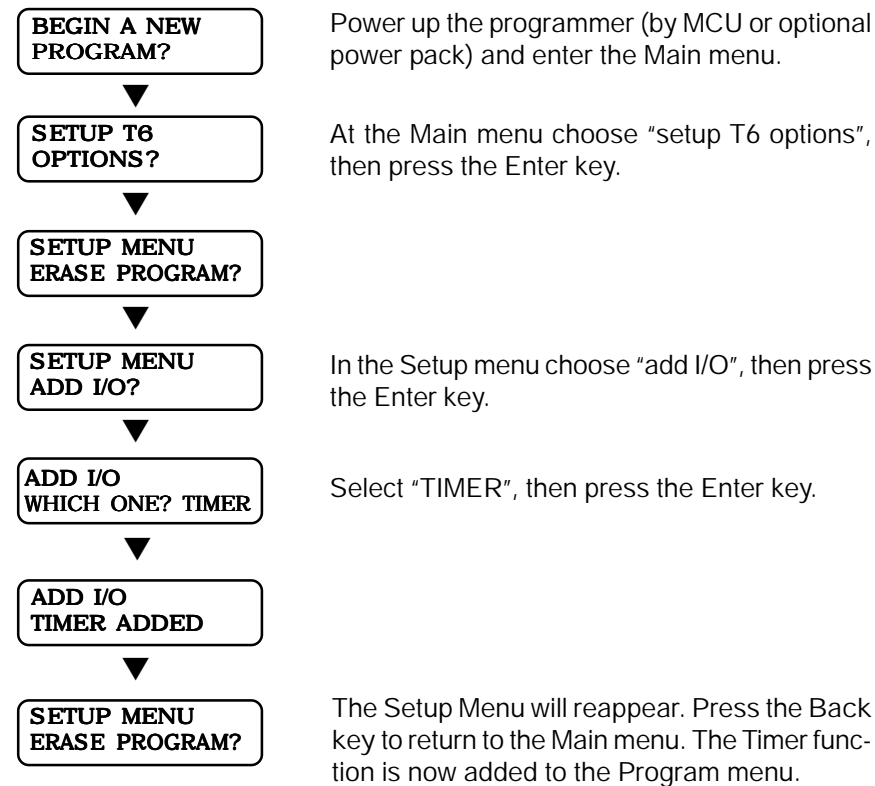 BEGIN A NEW
PROGRAM?
Power up the programmer (by MCU or optional
power pack) and enter the Main menu.
SETUP T6
OPTIONS?
At the Main menu choose “setup T6 options”,
then press the Enter key.
SETUP MENU
ERASE PROGRAM?
SETUP MENU
ADD I/O?
In the Setup menu choose “add I/O”, then press
the Enter key.
ADD I/O
WHICH ONE? TIMER
Select “TIMER”, then press the Enter key.
ADD I/O
TIMER ADDED
SETUP MENU
ERASE PROGRAM?
The Setup Menu will reappear. Press the Back
key to return to the Main menu. The Timer func-
tion is now added to the Program menu.